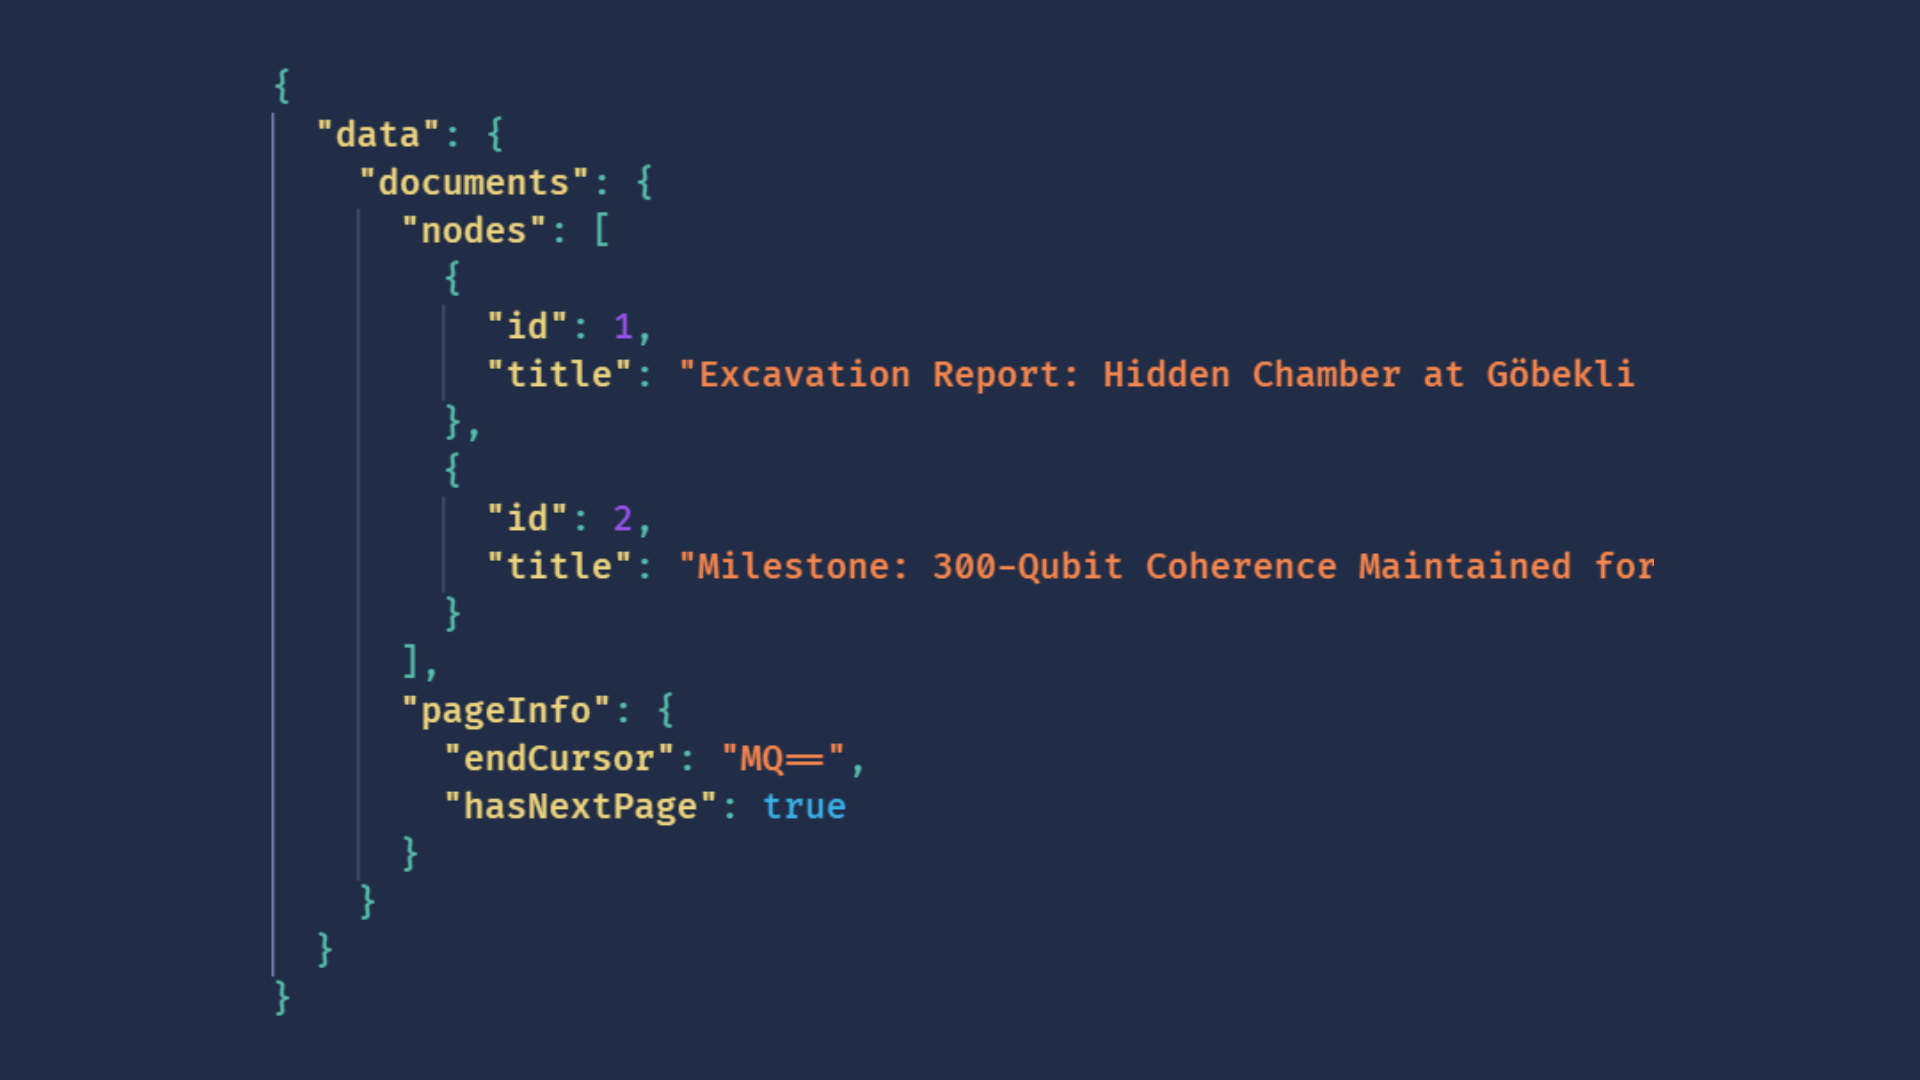 {
  "data": {
    "documents": {
      "nodes": [
        {
          "id": 1,
          "title": "Excavation Report: Hidden Chamber at Göbekli
        },
        {
          "id": 2,
          "title": "Milestone: 300-Qubit Coherence Maintained for
        }
      ],
      "pageInfo": {
        "endCursor": "MQ==",
        "hasNextPage": true
      }
    }
  }
}